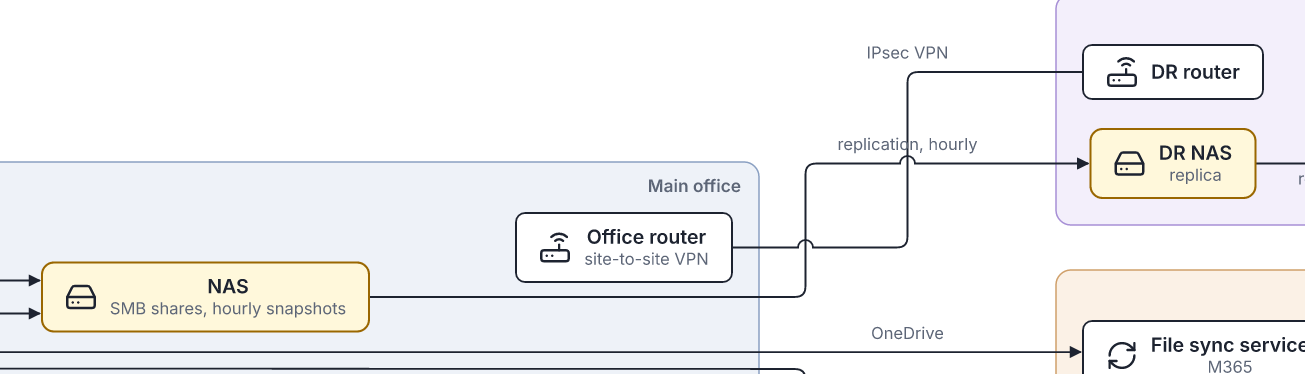 IPsec VPN
DR router
replication, hourly
DR NAS
replica
Main office
Office router
site-to-site VPN
NAS
SMB shares, hourly snapshots
OneDrive
File sync service
M365